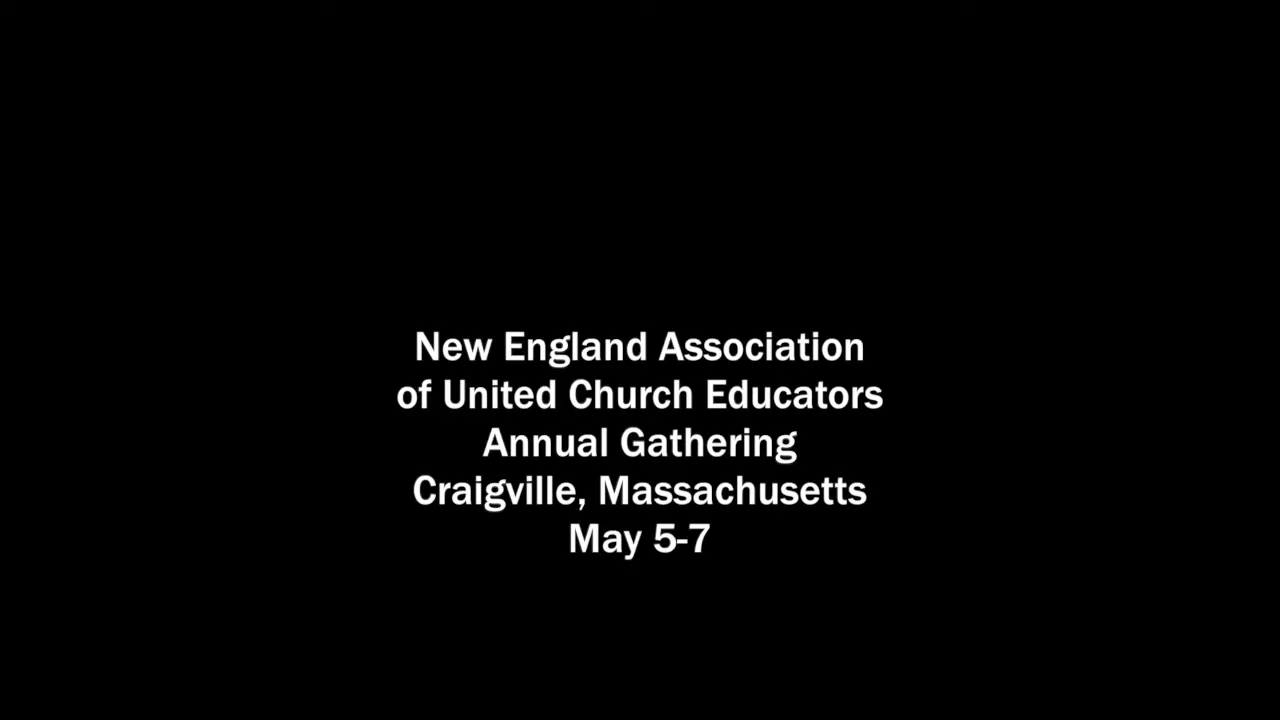 New England Association
of United Church Educators
Annual Gathering
Craigville, Massachusetts
May 5-7